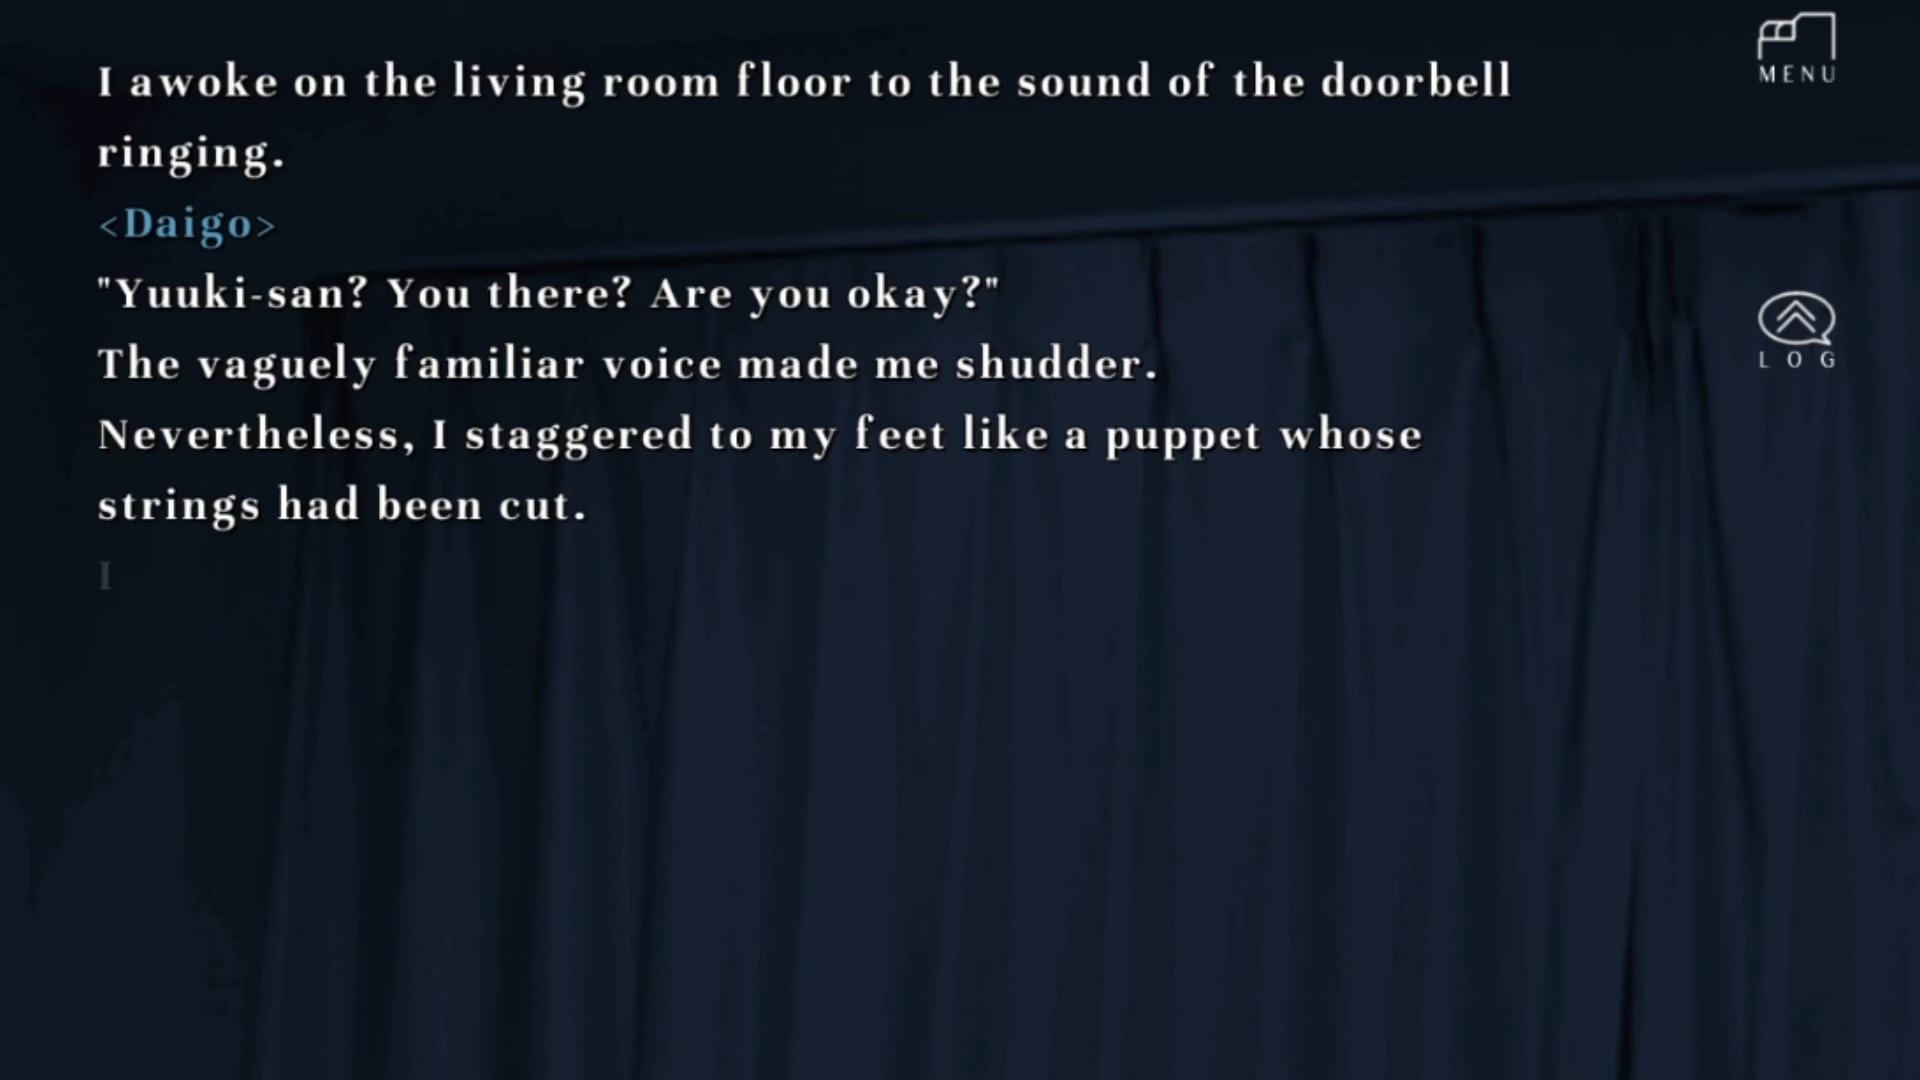 I awoke on the living room floor to the sound of the doorbell
ringing.
<Daigo>
"Yuuki-san? You there? Are you okay?"
The vaguely familiar voice made me shudder.
Nevertheless, I staggered to my feet like a puppet whose
strings had been cut.
I
MENU
LOG